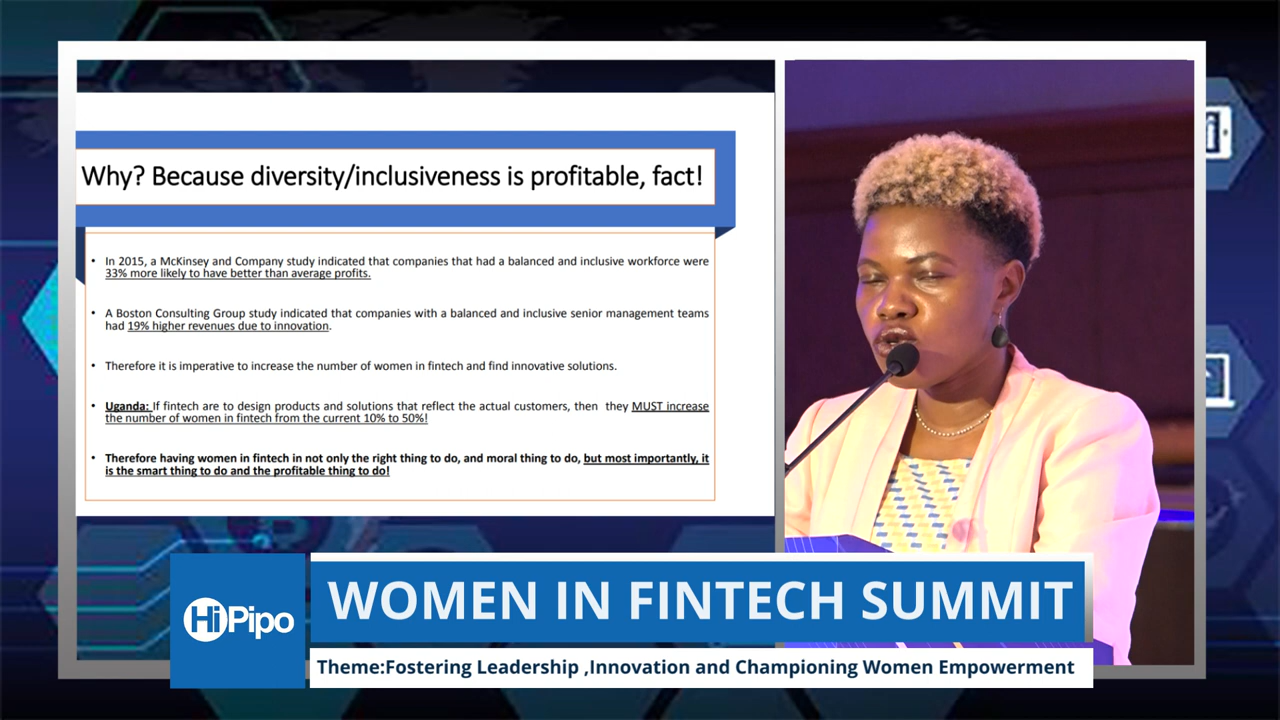 Why? Because diversity/inclusiveness is profitable, fact!
• In 2015, a McKinsey and Company study indicated that companies that had a balanced and inclusive workforce were
33% more likely to have better than average profits.
• A Boston Consulting Group study indicated that companies with a balanced and inclusive senior management teams
had 19% higher revenues due to innovation.
• Therefore it is imperative to increase the number of women in fintech and find innovative solutions.
• Uganda: If fintech are to design products and solutions that reflect the actual customers, then they MUST increase
the number of women in fintech from the current 10% to 50%!
• Therefore having women in fintech in not only the right thing to do, and moral thing to do, but most importantly, it
is the smart thing to do and the profitable thing to do!
HiPipo
WOMEN IN FINTECH SUMMIT
Theme:Fostering Leadership ,Innovation and Championing Women Empowerment